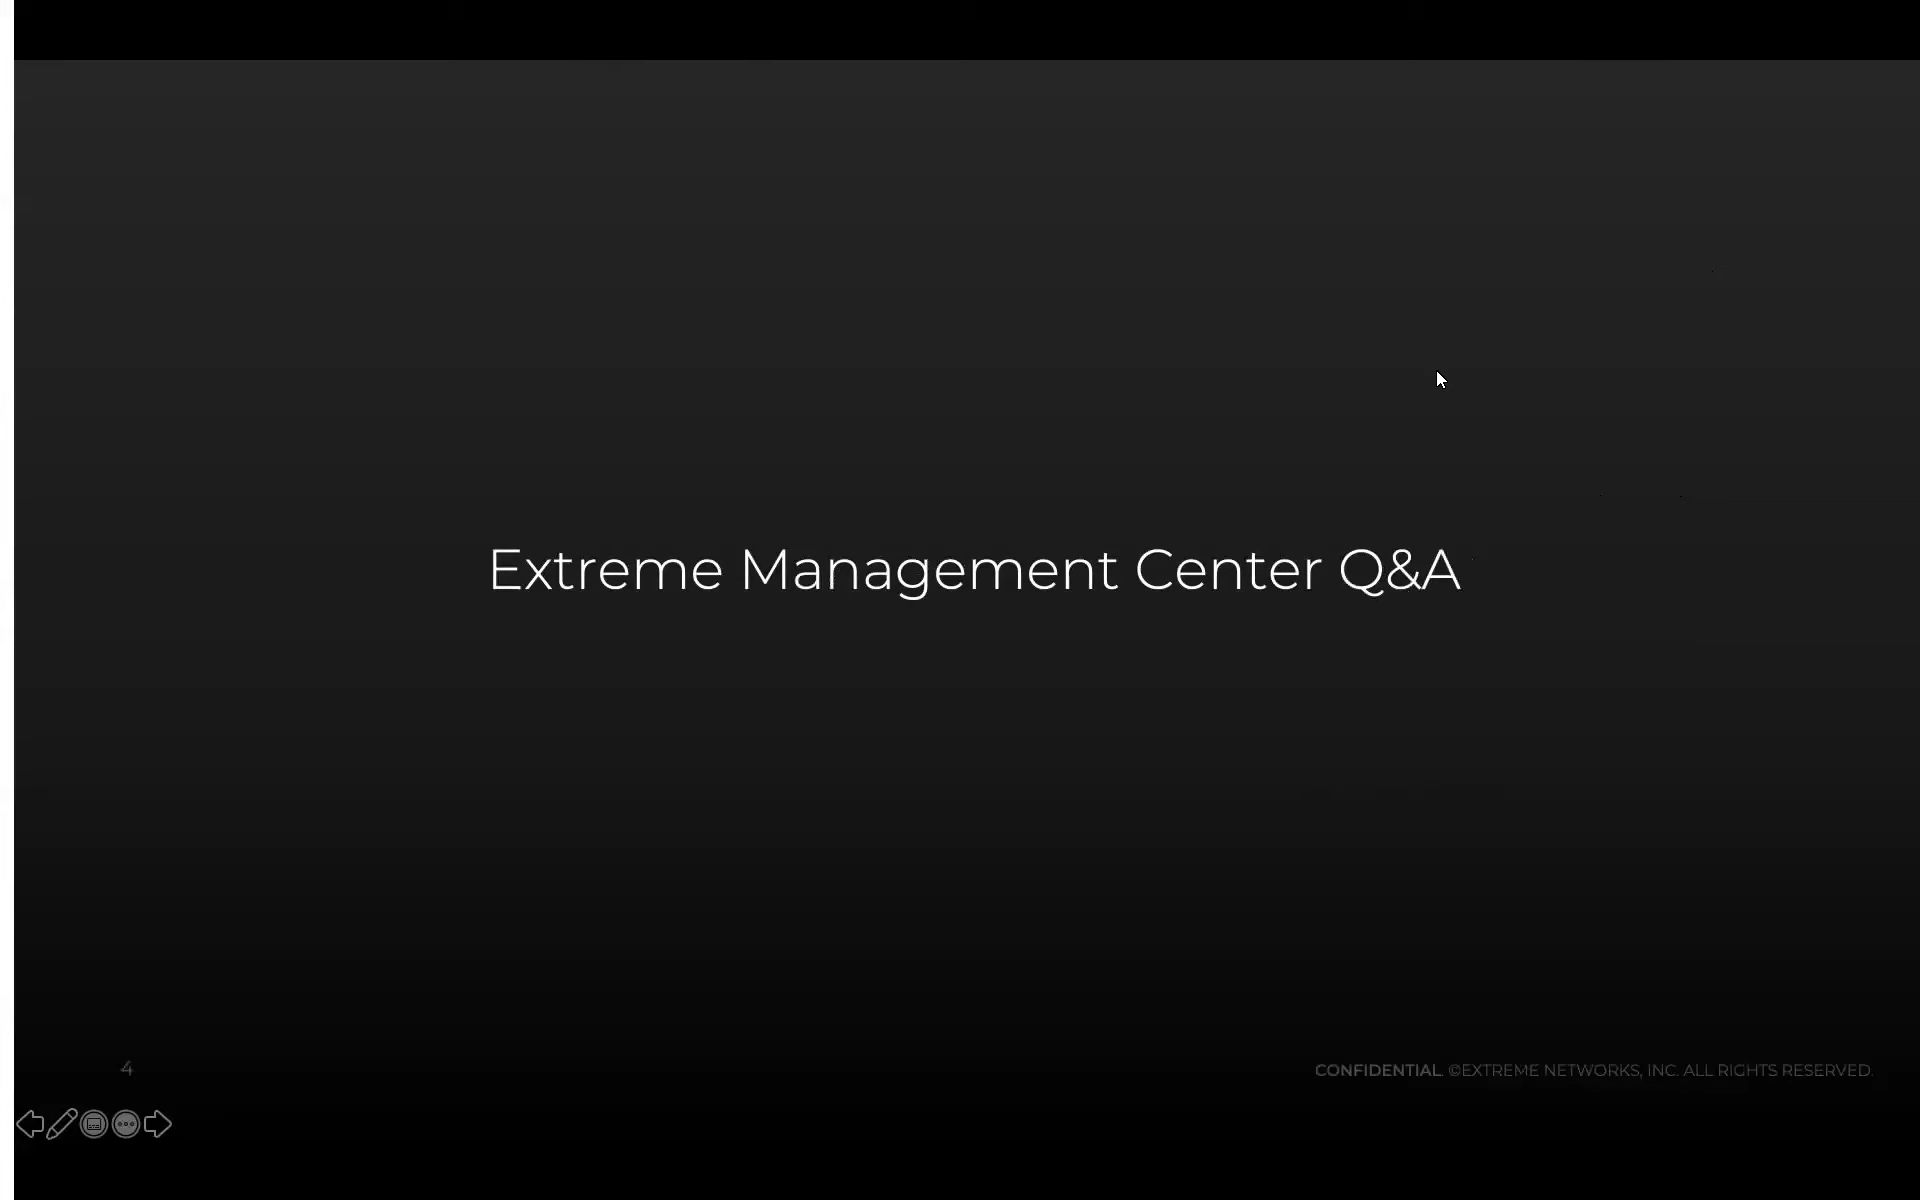 Extreme Management Center Q&A
4
CONFIDENTIAL. ©EXTREME NETWORKS, INC. ALL RIGHTS RESERVED.